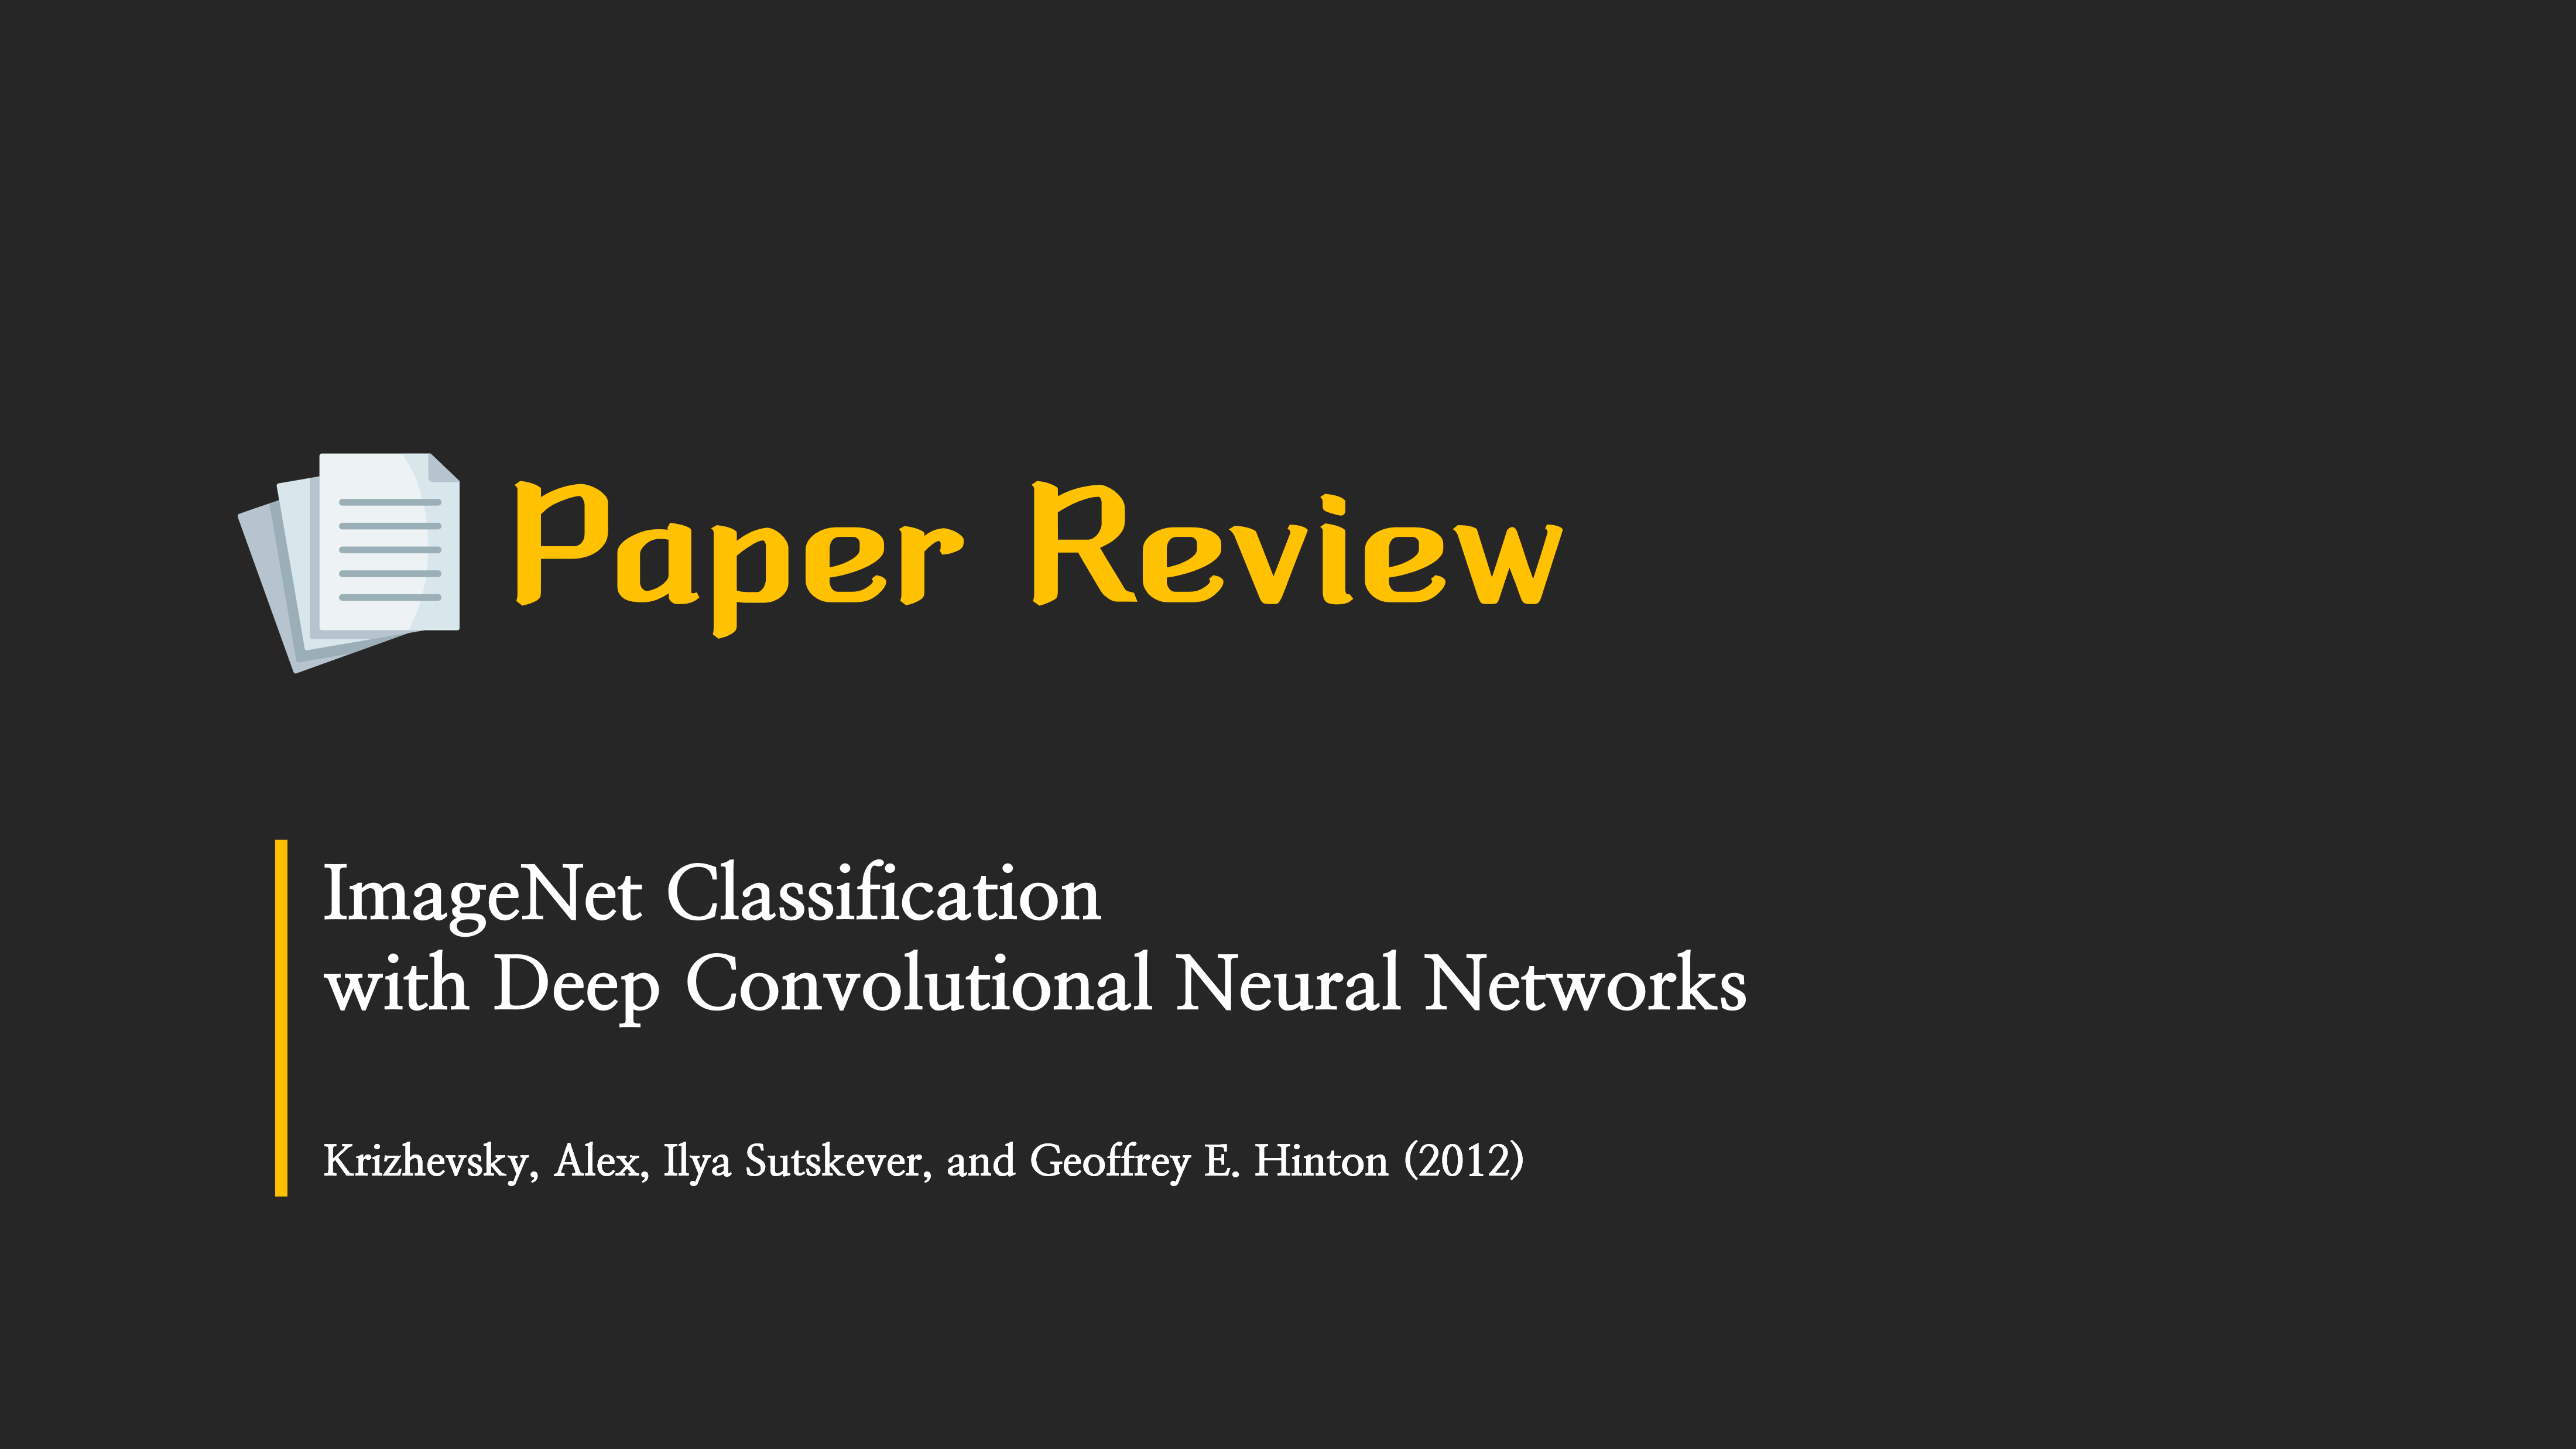 Paper Review
ImageNet Classification
with Deep Convolutional Neural Networks
Krizhevsky, Alex, Ilya Sutskever, and Geoffrey E. Hinton (2012)